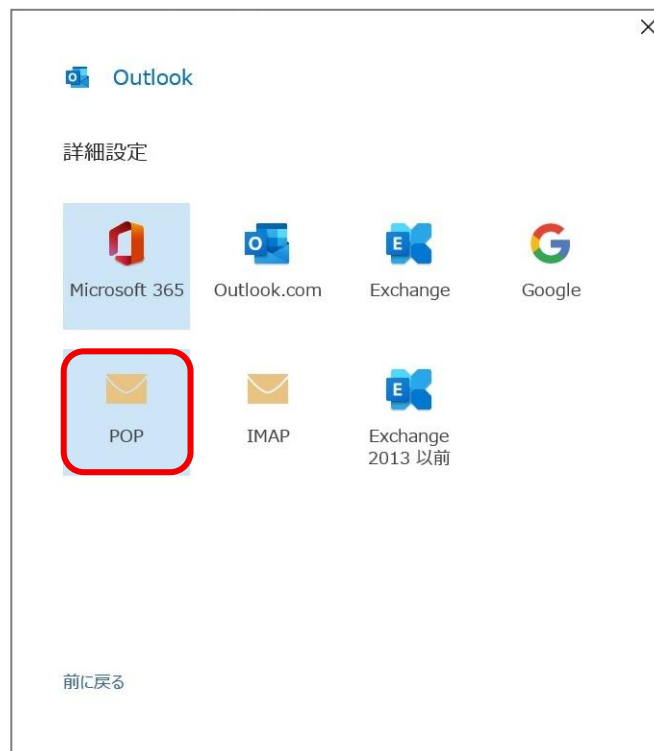 Outlook
詳細設定
Microsoft 365
Outlook.com
Exchange
Google
POP
IMAP
Exchange
2013 以前
前に戻る